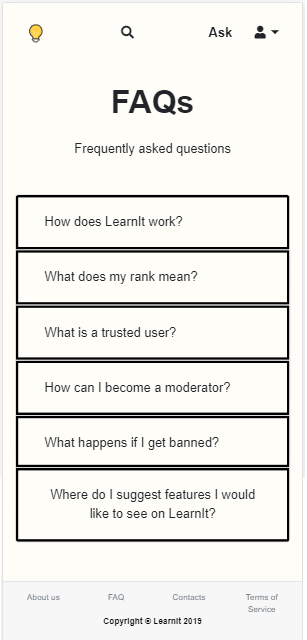 Ask
FAQs
Frequently asked questions
How does LearnIt work?
What does my rank mean?
What is a trusted user?
How can I become a moderator?
What happens if I get banned?
Where do I suggest features I would
like to see on LearnIt?
About us
FAQ
Contacts
Terms of
Service
Copyright © Learnit 2019